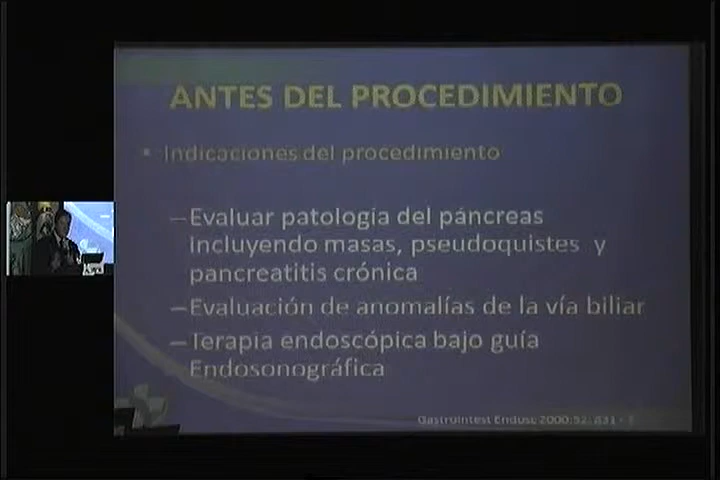 ANTES DEL PROCEDIMIENTO
• Indicaciones del procedimiento
–Evaluar patología del páncreas
incluyendo masas, pseudoquistes y
pancreatitis crónica
–Evaluación de anomalías de la vía biliar
–Terapia endoscópica bajo guía
Endosonográfica
Gastrointest Endosc 2000;52: 831 -